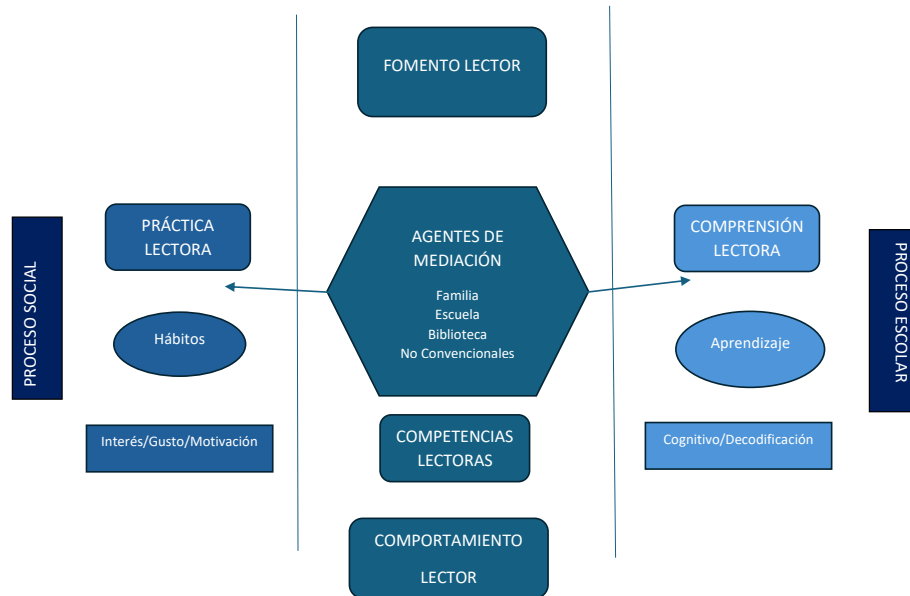 FOMENTO LECTOR
PROCESO SOCIAL
PRÁCTICA
LECTORA
Hábitos
Interés/Gusto/Motivación
AGENTES DE
MEDIACIÓN
Familia
Escuela
Biblioteca
No Convencionales
COMPETENCIAS
LECTORAS
COMPORTAMIENTO
LECTOR
COMPRENSIÓN
LECTORA
Aprendizaje
Cognitivo/Decodificación
PROCESO ESCOLAR